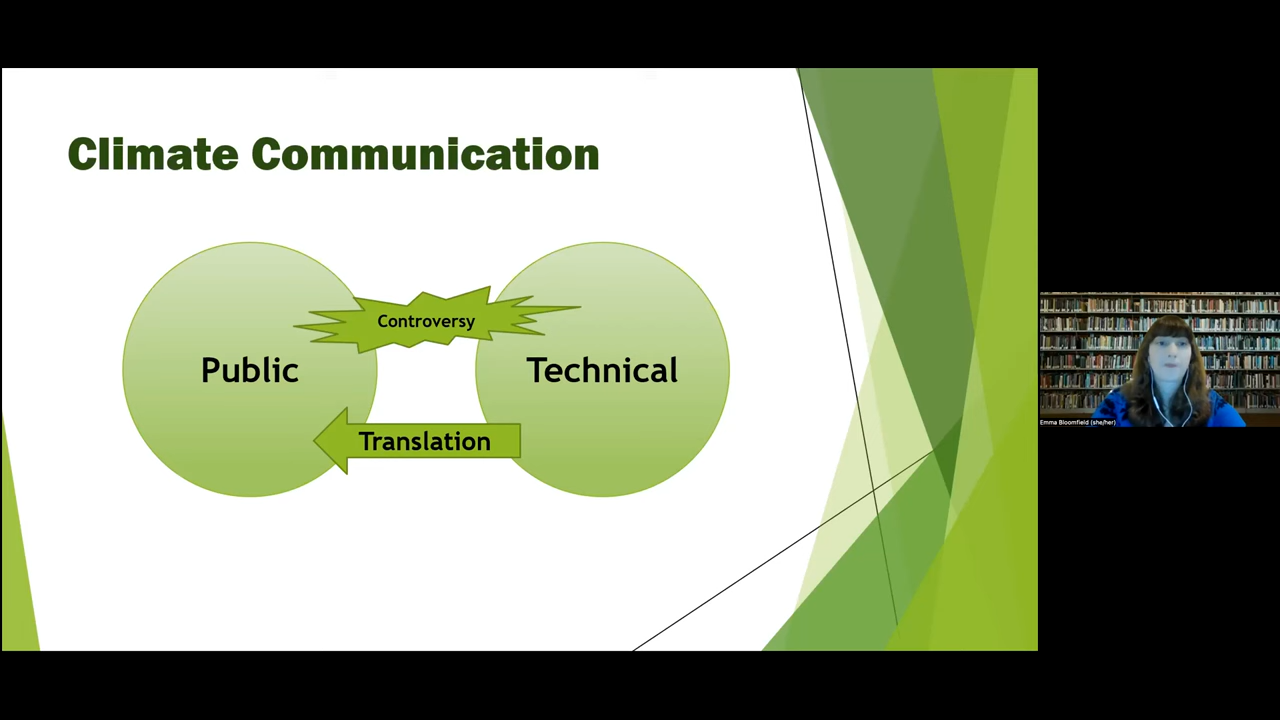 Climate Communication
Controversy
Public
Technical
Translation
Emma Bloomfield (she/her)